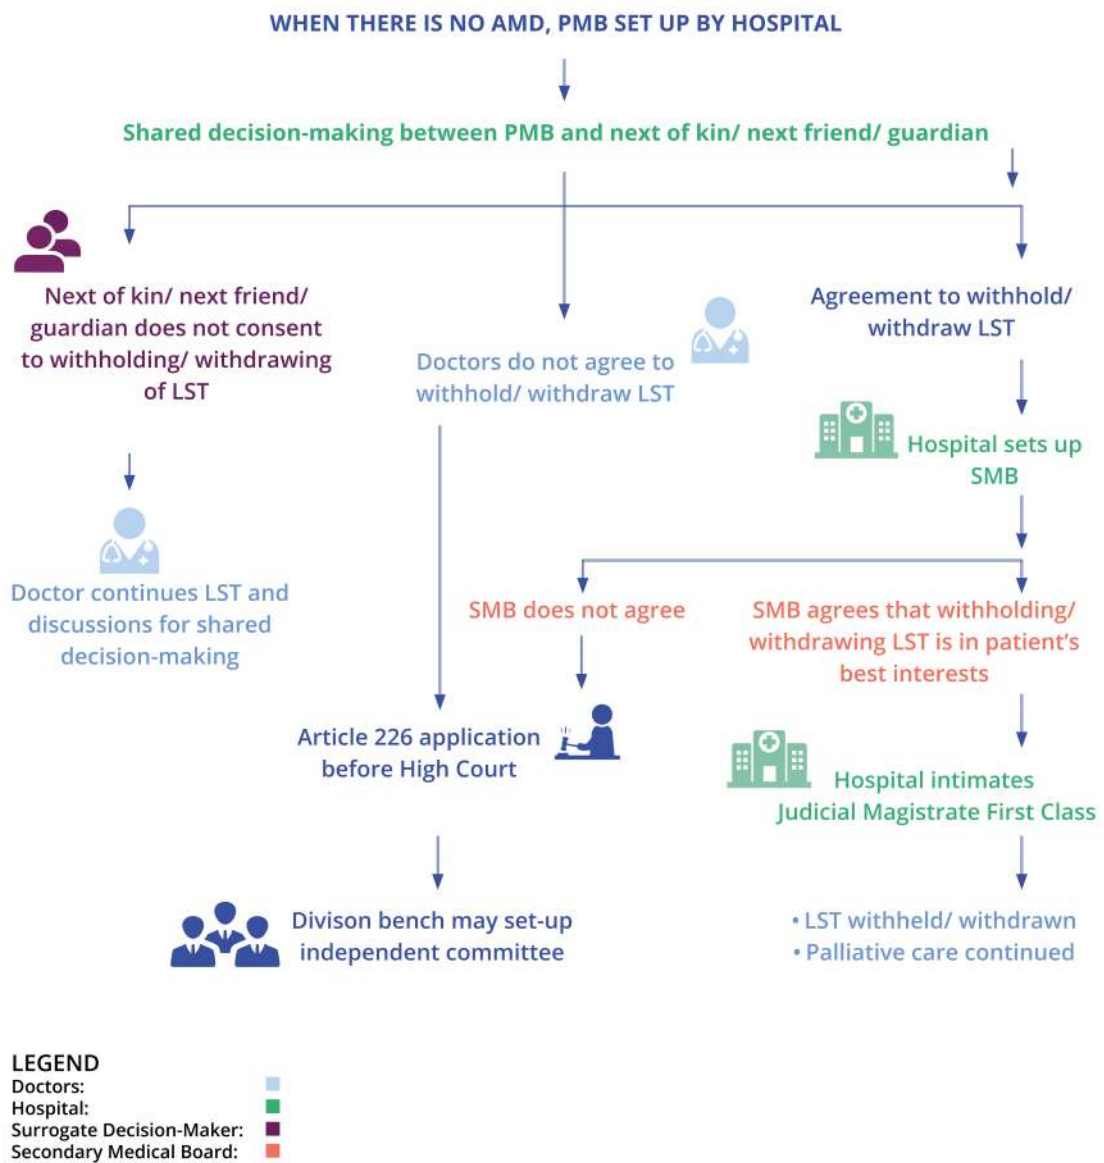 WHEN THERE IS NO AMD, PMB SET UP BY HOSPITAL
Shared decision-making between PMB and next of kin/ next friend/ guardian
Next of kin/ next friend/
guardian does not consent
to withholding/ withdrawing
of LST
Doctors do not agree to
withhold/ withdraw LST
Agreement to withhold/
withdraw LST
Hospital sets up
SMB
Doctor continues LST and
discussions for shared
decision-making
SMB does not agree
SMB agrees that withholding/
withdrawing LST is in patient’s
best interests
Article 226 application
before High Court
Hospital intimates
Judicial Magistrate First Class
Divison bench may set-up
independent committee
• LST withheld/ withdrawn
• Palliative care continued
LEGEND
Doctors:
Hospital:
Surrogate Decision-Maker:
Secondary Medical Board: